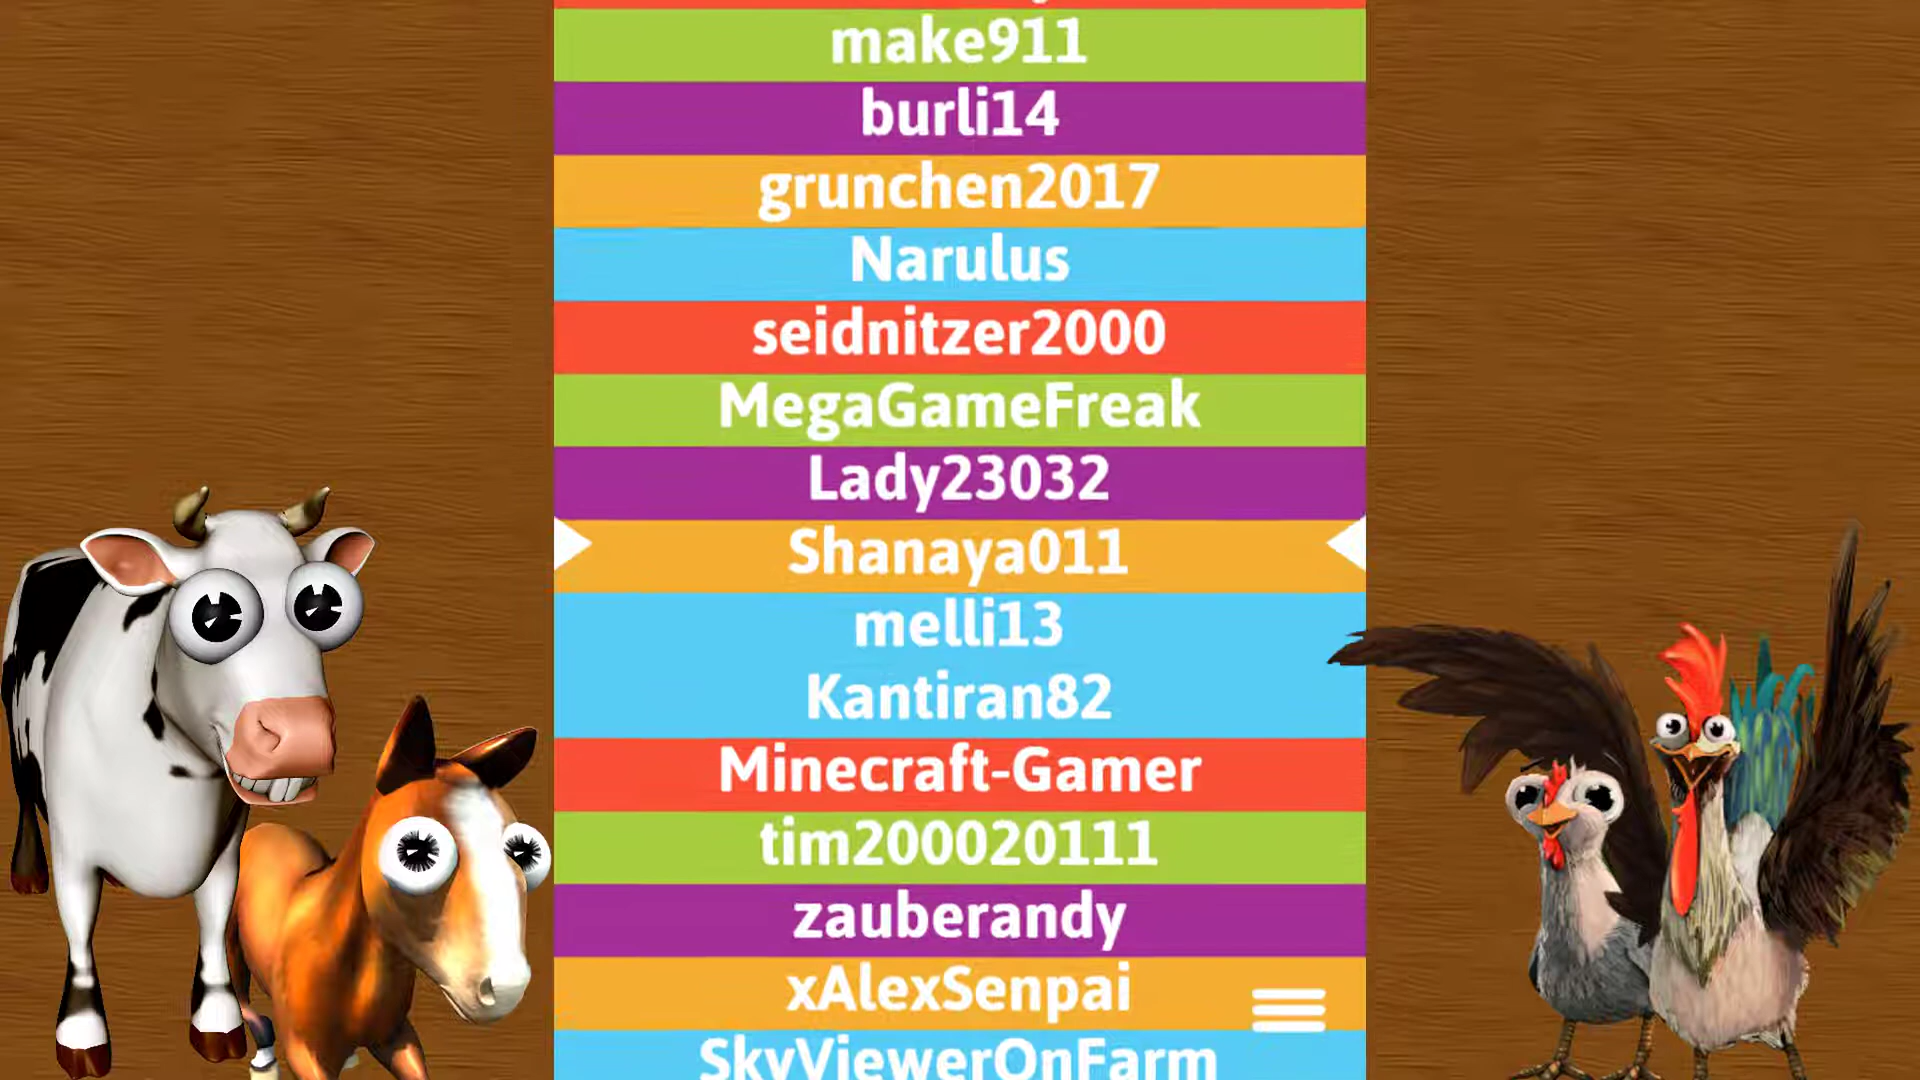 make911
burli14
grunchen2017
Narulus
seidnitzer2000
MegaGameFreak
Lady23032
Shanaya011
melli13
Kantiran82
Minecraft-Gamer
tim200020111
zauberandy
xAlexSenpai
SkyViewerOnFarm